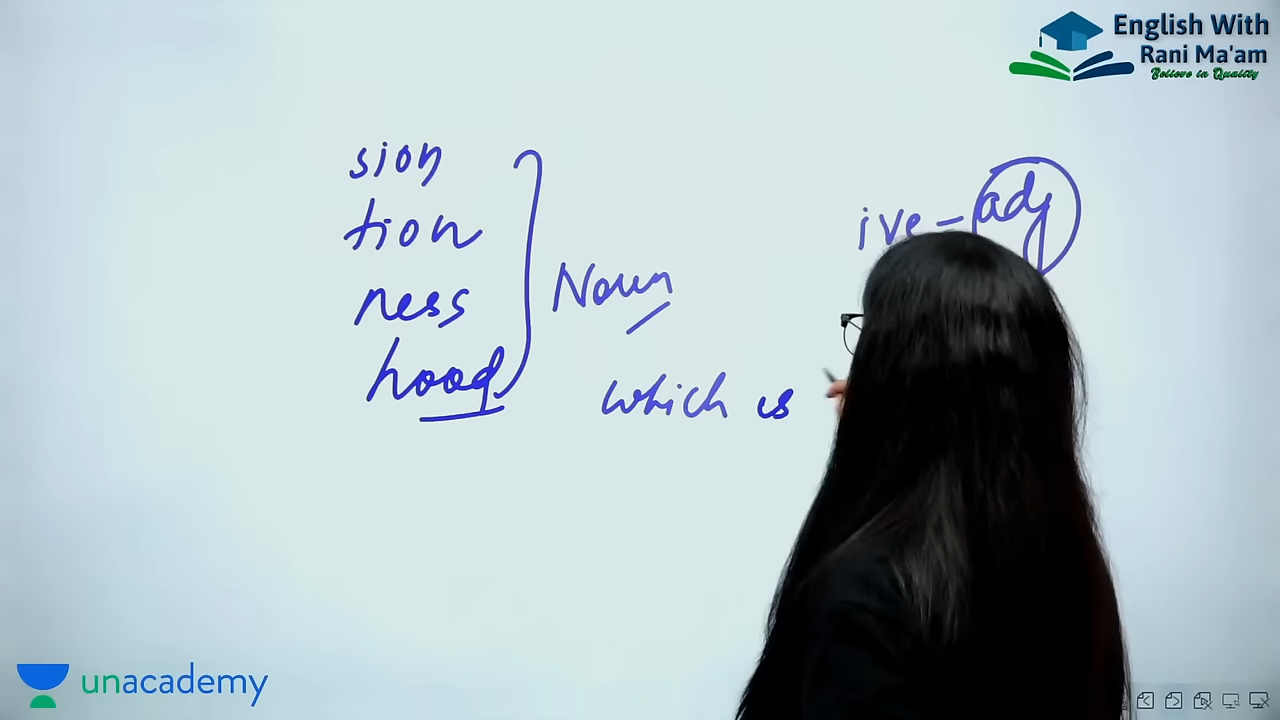 English With
Rani Ma'am
Believe in Quality
sion
tion
ness
hood
Noun
ive - adj
which is
unacademy